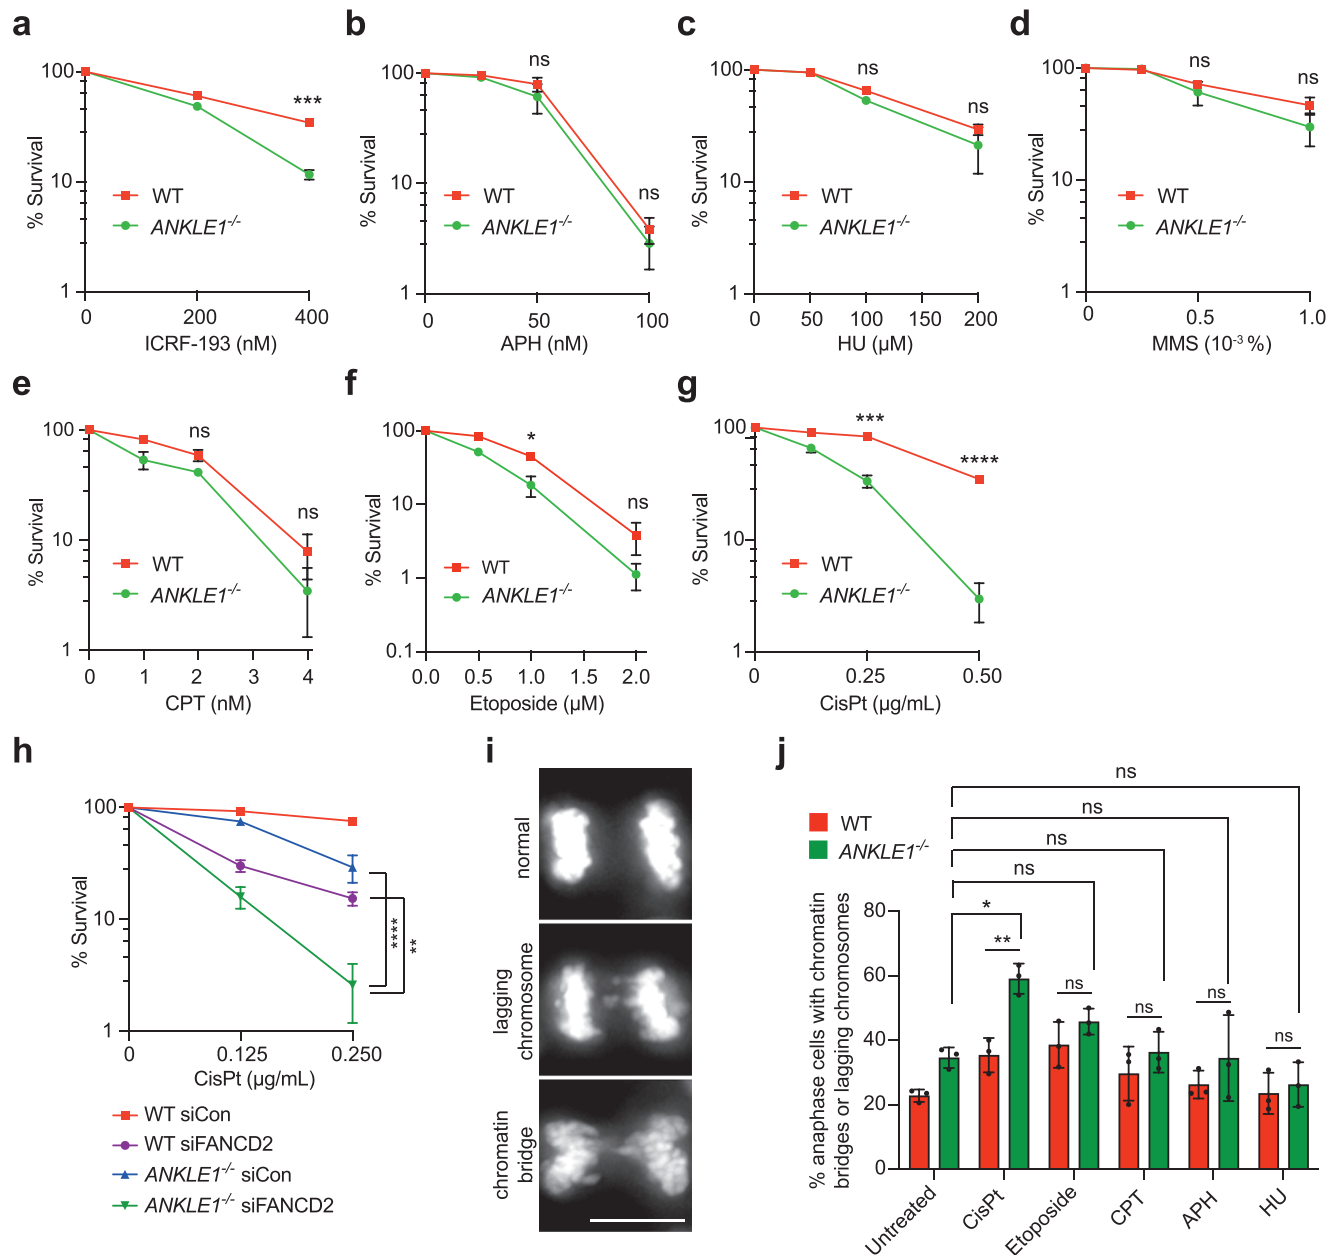 a
100
10
1
% Survival
***
WT
ANKLE1-/-
0
200
400
ICRF-193 (nM)
b
100
10
1
% Survival
ns
ns
WT
ANKLE1-/-
0
50
100
APH (nM)
c
100
10
1
% Survival
ns
ns
WT
ANKLE1-/-
0
50
100
150
200
HU (µM)
d
100
10
1
% Survival
ns
ns
WT
ANKLE1-/-
0
0.5
1.0
MMS (10-3 %)
e
100
10
1
% Survival
ns
ns
WT
ANKLE1-/-
0
1
2
3
4
CPT (nM)
f
100
10
1
0.1
% Survival
*
ns
WT
ANKLE1-/-
0.0
0.5
1.0
1.5
2.0
Etoposide (µM)
g
100
10
1
% Survival
***
****
WT
ANKLE1-/-
0
0.25
0.50
CisPt (µg/mL)
h
100
10
1
% Survival
****
**
0
0.125
0.250
CisPt (µg/mL)
WT siCon
WT siFANCD2
ANKLE1-/- siCon
ANKLE1-/- siFANCD2
i
normal
lagging
chromosome
chromatin
bridge
j
WT
ANKLE1-/-
ns
ns
ns
ns
*
**
ns
ns
ns
ns
80
60
40
20
0
% anaphase cells with chromatin
bridges or lagging chromosomes
Untreated
CisPt
Etoposide
CPT
APH
HU